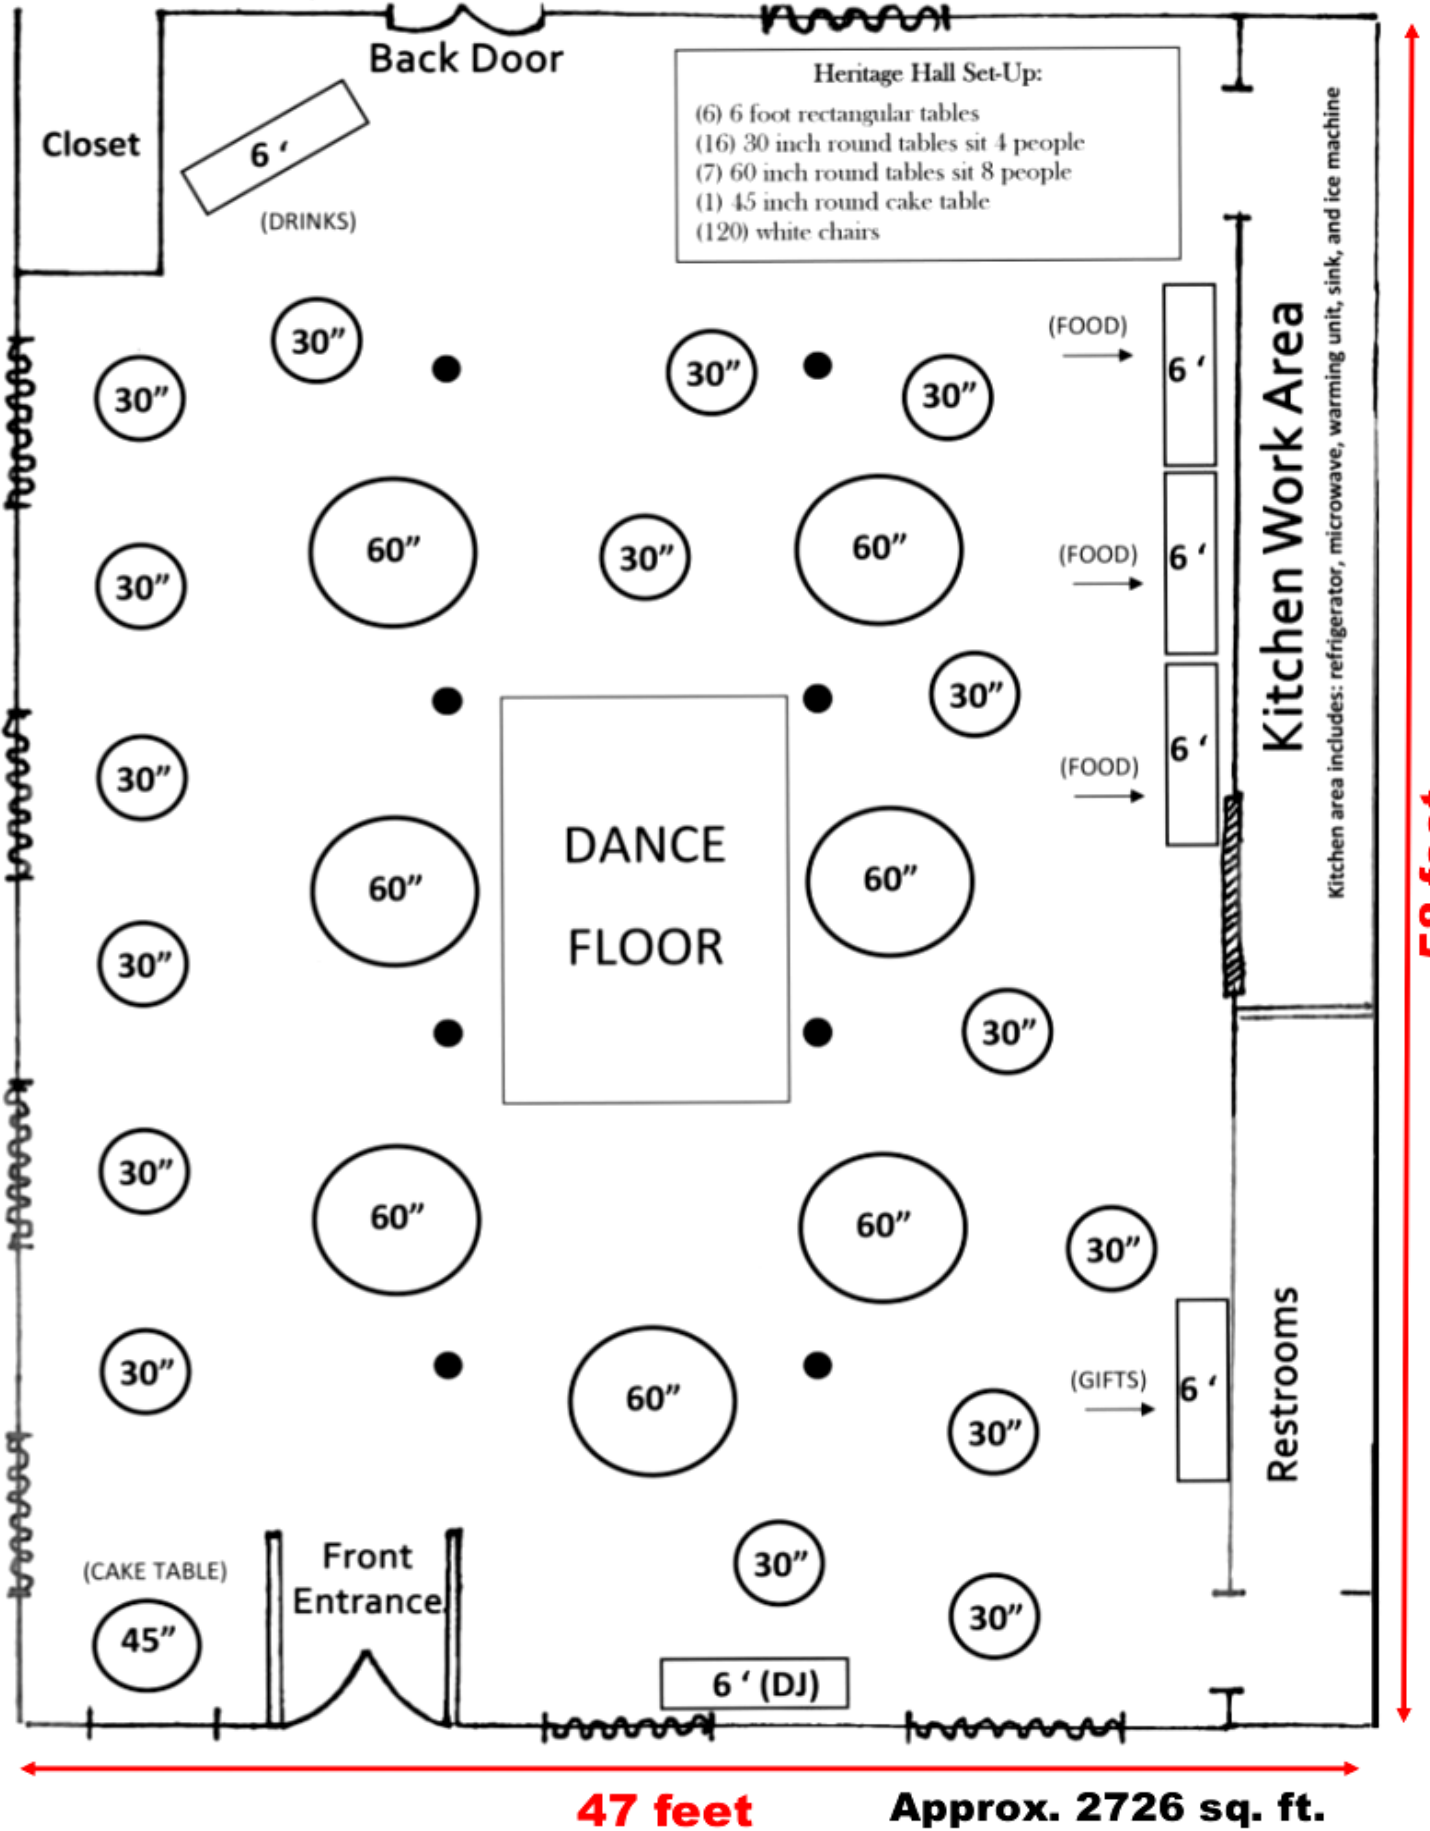 Back Door
Heritage Hall Set-Up:
(6) 6 foot rectangular tables
(16) 30 inch round tables sit 4 people
(7) 60 inch round tables sit 8 people
(1) 45 inch round cake table
(120) white chairs
Closet
6 ‘
(DRINKS)
30”
30”
30”
30”
(FOOD)
6 ‘
60”
30”
60”
30”
(FOOD)
6 ‘
30”
30”
(FOOD)
6 ‘
Kitchen Work Area
Kitchen area includes: refrigerator, microwave, warming unit, sink, and ice machine
DANCE
FLOOR
60”
60”
30”
30”
30”
60”
60”
30”
30”
60”
30”
(GIFTS)
6 ‘
Restrooms
Front
Entrance
30”
30”
(CAKE TABLE)
45”
6 ‘ (DJ)
47 feet
Approx. 2726 sq. ft.